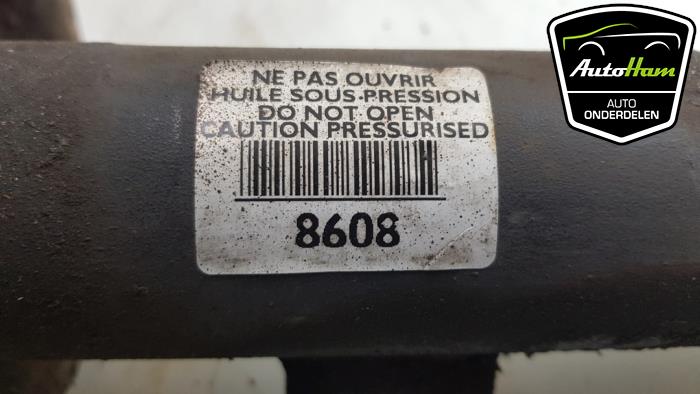 NE PAS OUVRIR
HUILE SOUS-PRESSION
DO NOT OPEN
CAUTION PRESSURISED
8608
AutoHam
AUTO
ONDERDELEN